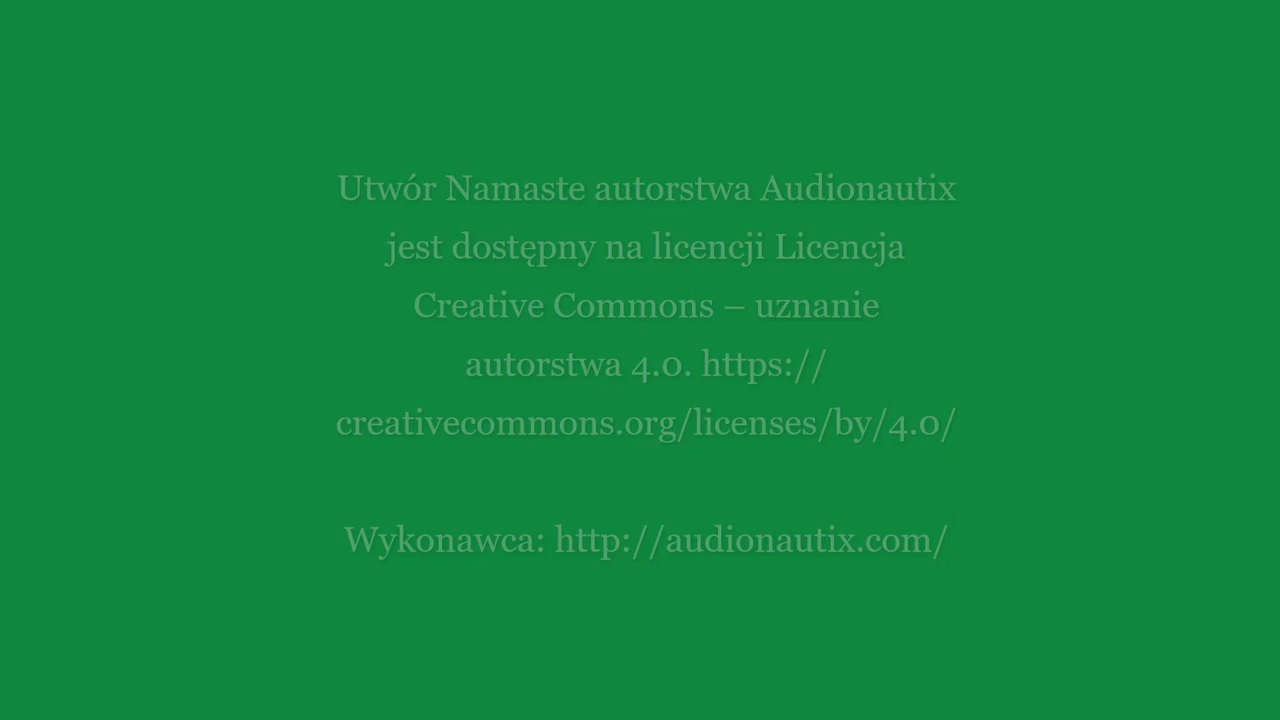 Utwór Namaste autorstwa Audionautix
jest dostępny na licencji Licencja
Creative Commons – uznanie
autorstwa 4.0. https://
creativecommons.org/licenses/by/4.0/
Wykonawca: http://audionautix.com/